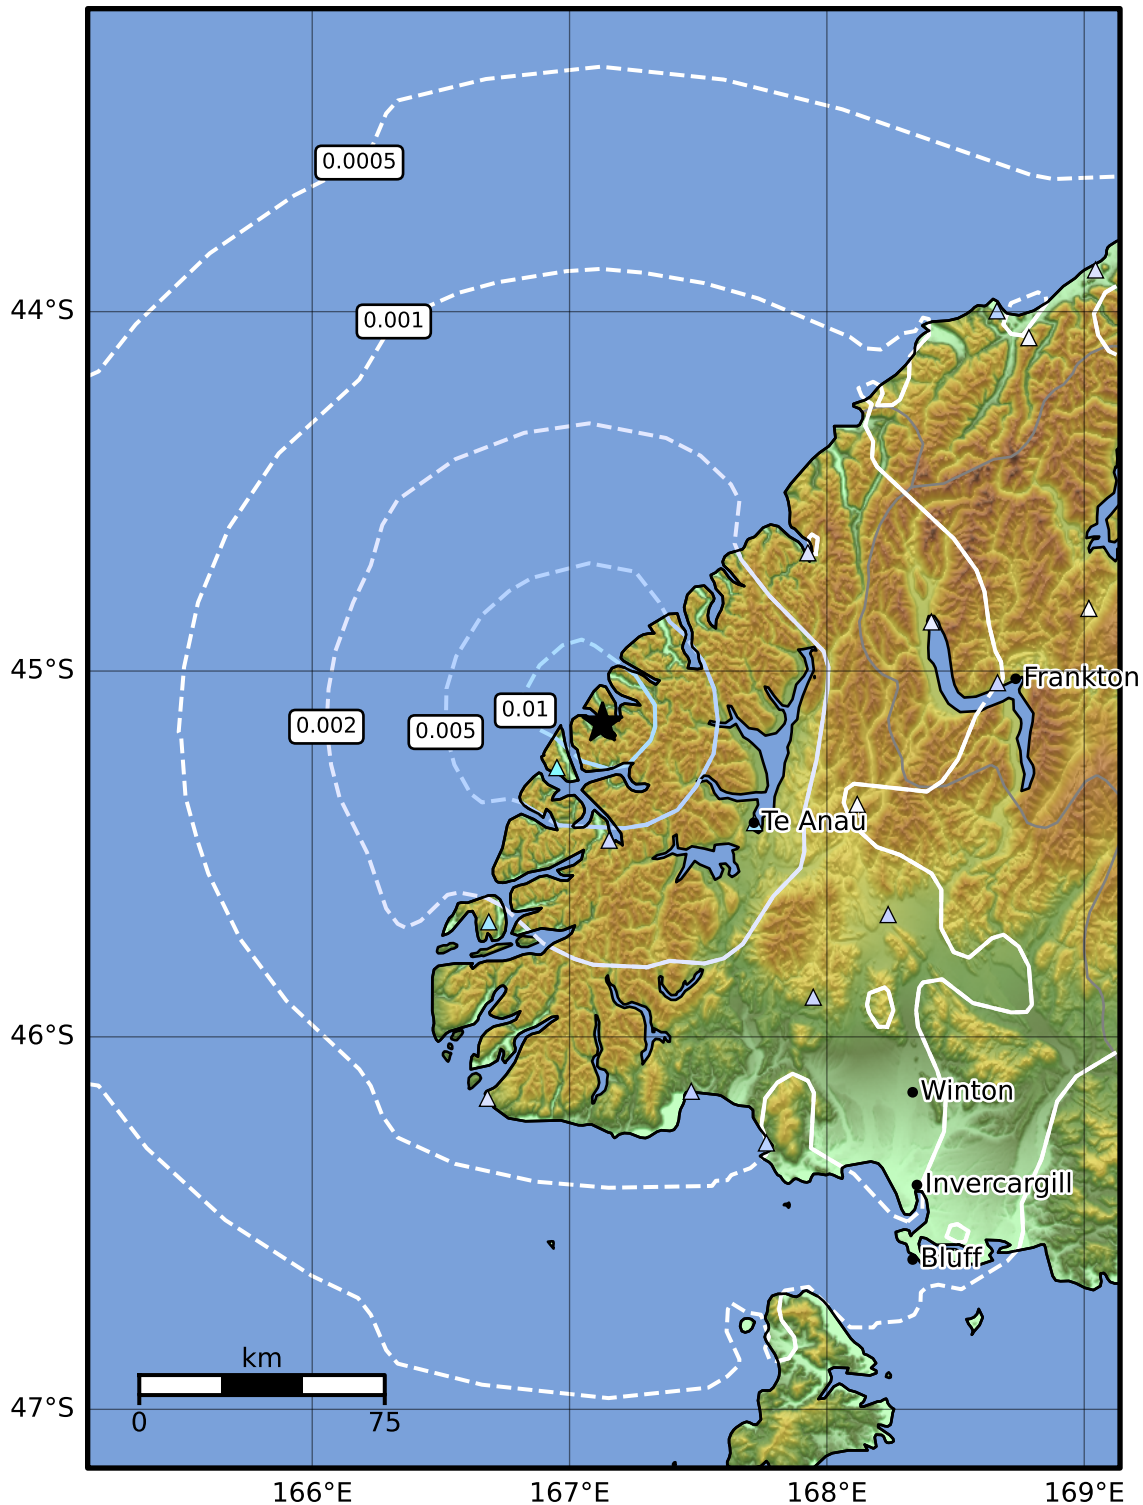 0.0005
44°S
0.001
45°S
Frankton
0.01
0.002
0.005
Te Anau
46°S
Winton
Invercargill
Bluff
km
0 75
47°S
166°E 167°E 168°E 169°E